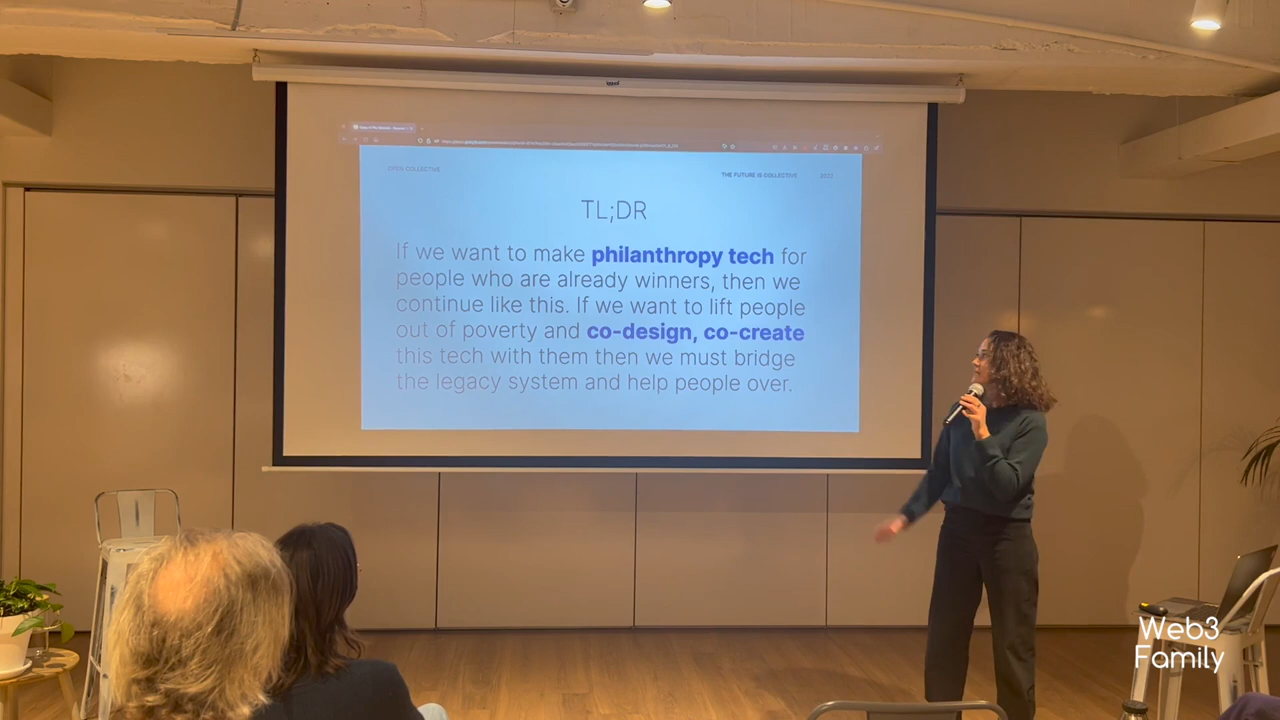 OPEN COLLECTIVE
THE FUTURE IS COLLECTIVE
TL;DR
If we want to make philanthropy tech for
people who are already winners, then we
continue like this. If we want to lift people
out of poverty and co-design, co-create
this tech with them then we must bridge
the legacy system and help people over.
Web3
Family